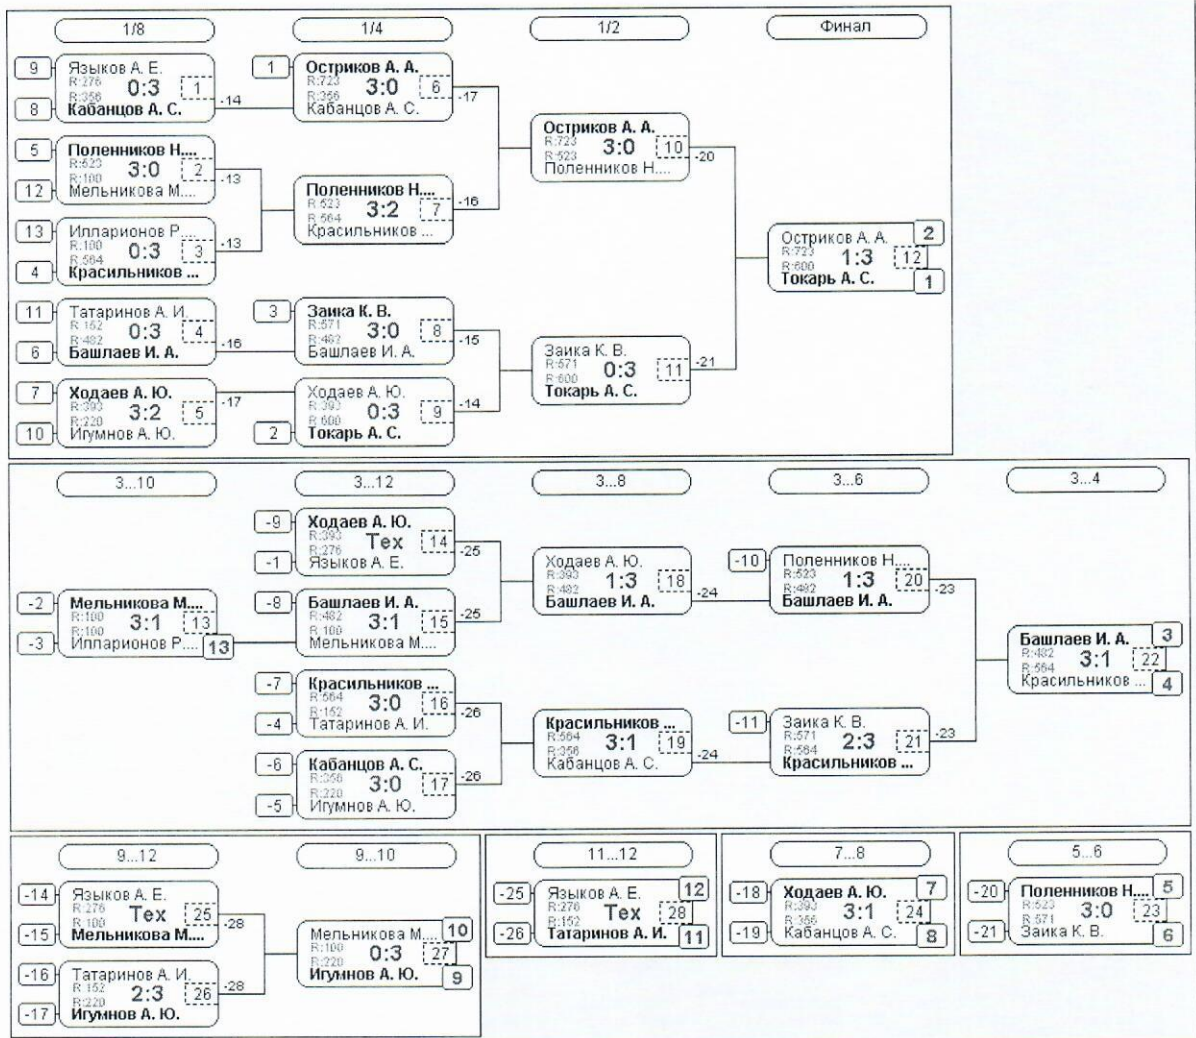 1/8
1/4
1/2
Финал
9
Языков А. Е.
R:276
0:3
1
R:356
8
Кабанцов А. С.
-14
1
Остриков А. А.
R:723
3:0
6
R:356
Кабанцов А. С.
-17
5
Поленников Н....
R:523
3:0
2
R:100
12
Мельникова М....
-13
13
Илларионов Р....
R:100
0:3
3
R:564
4
Красильников ...
-13
Поленников Н....
R:523
3:2
7
R:564
Красильников ...
-16
Остриков А. А.
R:723
3:0
10
R:523
Поленников Н....
-20
11
Татаринов А. И.
R:152
0:3
4
R:482
6
Башлаев И. А.
-16
3
Заика К. В.
R:571
3:0
8
R:482
Башлаев И. А.
-15
7
Ходаев А. Ю.
R:393
3:2
5
R:220
10
Игумнов А. Ю.
-17
Ходаев А. Ю.
R:393
0:3
9
R:600
2
Токарь А. С.
-14
Заика К. В.
R:571
0:3
11
R:600
Токарь А. С.
-21
Остриков А. А.
2
R:723
1:3
12
R:600
Токарь А. С.
1
3...10
3...12
3...8
3...6
3...4
-9
Ходаев А. Ю.
R:393
Тех
14
R:276
-1
Языков А. Е.
-25
-2
Мельникова М....
R:100
3:1
13
R:100
-3
Илларионов Р....
13
-8
Башлаев И. А.
R:482
3:1
15
R:100
Мельникова М....
-25
Ходаев А. Ю.
R:393
1:3
18
R:482
Башлаев И. А.
-24
-10
Поленников Н....
R:523
1:3
20
R:482
Башлаев И. А.
-23
-7
Красильников ...
R:564
3:0
16
R:152
-4
Татаринов А. И.
-26
-6
Кабанцов А. С.
R:356
3:0
17
R:220
-5
Игумнов А. Ю.
-26
Красильников ...
R:564
3:1
19
R:356
Кабанцов А. С.
-24
-11
Заика К. В.
R:571
2:3
21
R:564
Красильников ...
-23
Башлаев И. А.
3
R:482
3:1
22
R:564
Красильников ...
4
9...12
9...10
-14
Языков А. Е.
R:276
Тех
25
R:100
-15
Мельникова М....
-28
-16
Татаринов А. И.
R:152
2:3
26
R:220
-17
Игумнов А. Ю.
-28
Мельникова М....
10
R:100
0:3
27
R:220
Игумнов А. Ю.
9
11...12
-25
Языков А. Е.
12
R:276
Тех
28
R:152
-26
Татаринов А. И.
11
7...8
-18
Ходаев А. Ю.
7
R:393
3:1
24
R:356
-19
Кабанцов А. С.
8
5...6
-20
Поленников Н....
5
R:523
3:0
23
R:571
-21
Заика К. В.
6